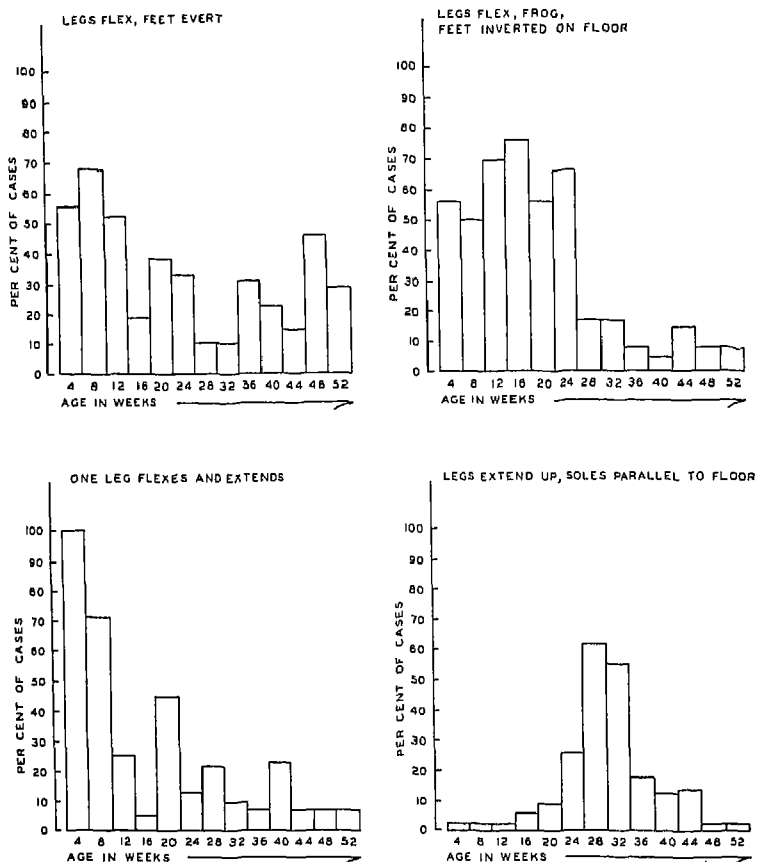 LEGS FLEX, FEET EVERT
PER CENT OF CASES
100
90
80
70
60
50
40
30
20
10
0
4 8 12 16 20 24 28 32 36 40 44 48 52
AGE IN WEEKS
LEGS FLEX, FROG,
FEET INVERTED ON FLOOR
PER CENT OF CASES
100
90
80
70
60
50
40
30
20
10
0
4 8 12 16 20 24 28 32 36 40 44 48 52
AGE IN WEEKS
ONE LEG FLEXES AND EXTENDS
PER CENT OF CASES
100
90
80
70
60
50
40
30
20
10
0
4 8 12 16 20 24 28 32 36 40 44 48 52
AGE IN WEEKS
LEGS EXTEND UP, SOLES PARALLEL TO FLOOR
PER CENT OF CASES
100
90
80
70
60
50
40
30
20
10
0
4 8 12 16 20 24 28 32 36 40 44 48 52
AGE IN WEEKS